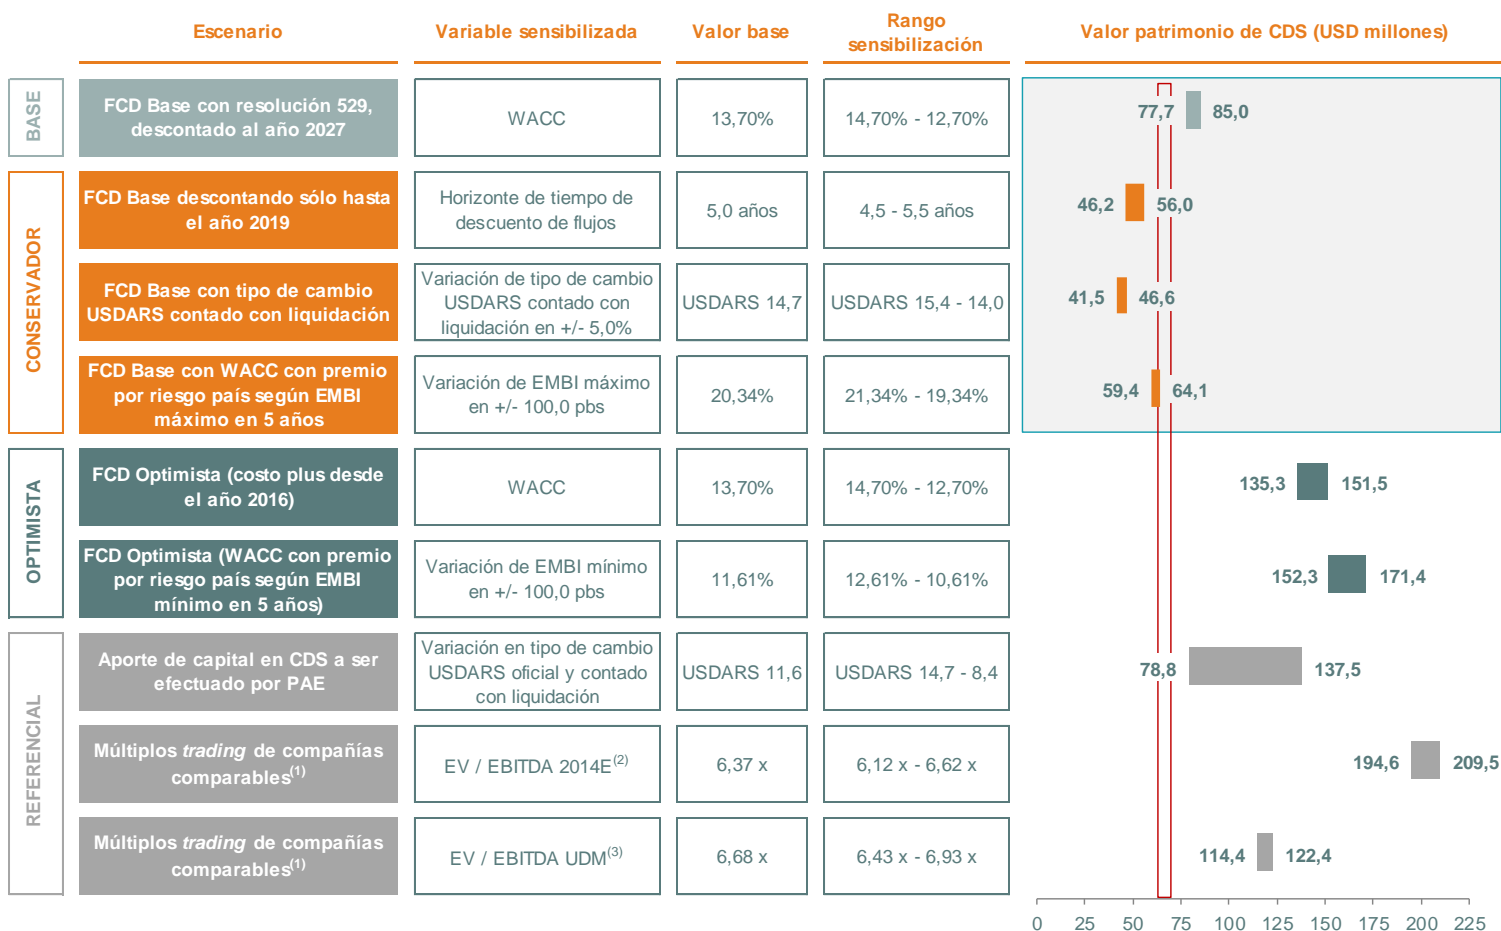 Escenario
Variable sensibilizada
Valor base
Rango
sensibilización
Valor patrimonio de CDS (USD millones)
BASE
FCD Base con resolución 529,
descontado al año 2027
WACC
13,70%
14,70% - 12,70%
77,7
85,0
CONSERVADOR
FCD Base descontando sólo hasta
el año 2019
Horizonte de tiempo de
descuento de flujos
5,0 años
4,5 - 5,5 años
46,2
56,0
FCD Base con tipo de cambio
USDARS contado con liquidación
Variación de tipo de cambio
USDARS contado con
liquidación en +/- 5,0%
USDARS 14,7
USDARS 15,4 - 14,0
41,5
46,6
FCD Base con WACC con premio
por riesgo país según EMBI
máximo en 5 años
Variación de EMBI máximo
en +/- 100,0 pbs
20,34%
21,34% - 19,34%
59,4
64,1
OPTIMISTA
FCD Optimista (costo plus desde
el año 2016)
WACC
13,70%
14,70% - 12,70%
135,3
151,5
FCD Optimista (WACC con premio
por riesgo país según EMBI
mínimo en 5 años)
Variación de EMBI mínimo
en +/- 100,0 pbs
11,61%
12,61% - 10,61%
152,3
171,4
REFERENCIAL
Aporte de capital en CDS a ser
efectuado por PAE
Variación en tipo de cambio
USDARS oficial y contado
con liquidación
USDARS 11,6
USDARS 14,7 - 8,4
78,8
137,5
Múltiplos trading de compañías
comparables(1)
EV / EBITDA 2014E(2)
6,37 x
6,12 x - 6,62 x
194,6
209,5
Múltiplos trading de compañías
comparables(1)
EV / EBITDA UDM(3)
6,68 x
6,43 x - 6,93 x
114,4
122,4
0 25 50 75 100 125 150 175 200 225